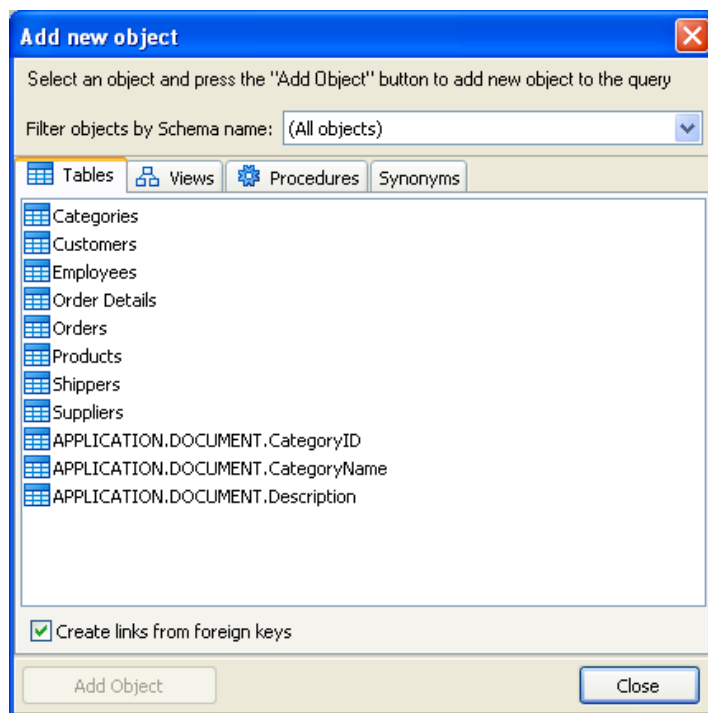 Add new object
Select an object and press the "Add Object" button to add new object to the query
Filter objects by Schema name: (All objects)
Tables Views Procedures Synonyms
Categories
Customers
Employees
Order Details
Orders
Products
Shippers
Suppliers
APPLICATION.DOCUMENT.CategoryID
APPLICATION.DOCUMENT.CategoryName
APPLICATION.DOCUMENT.Description
Create links from foreign keys
Add Object Close